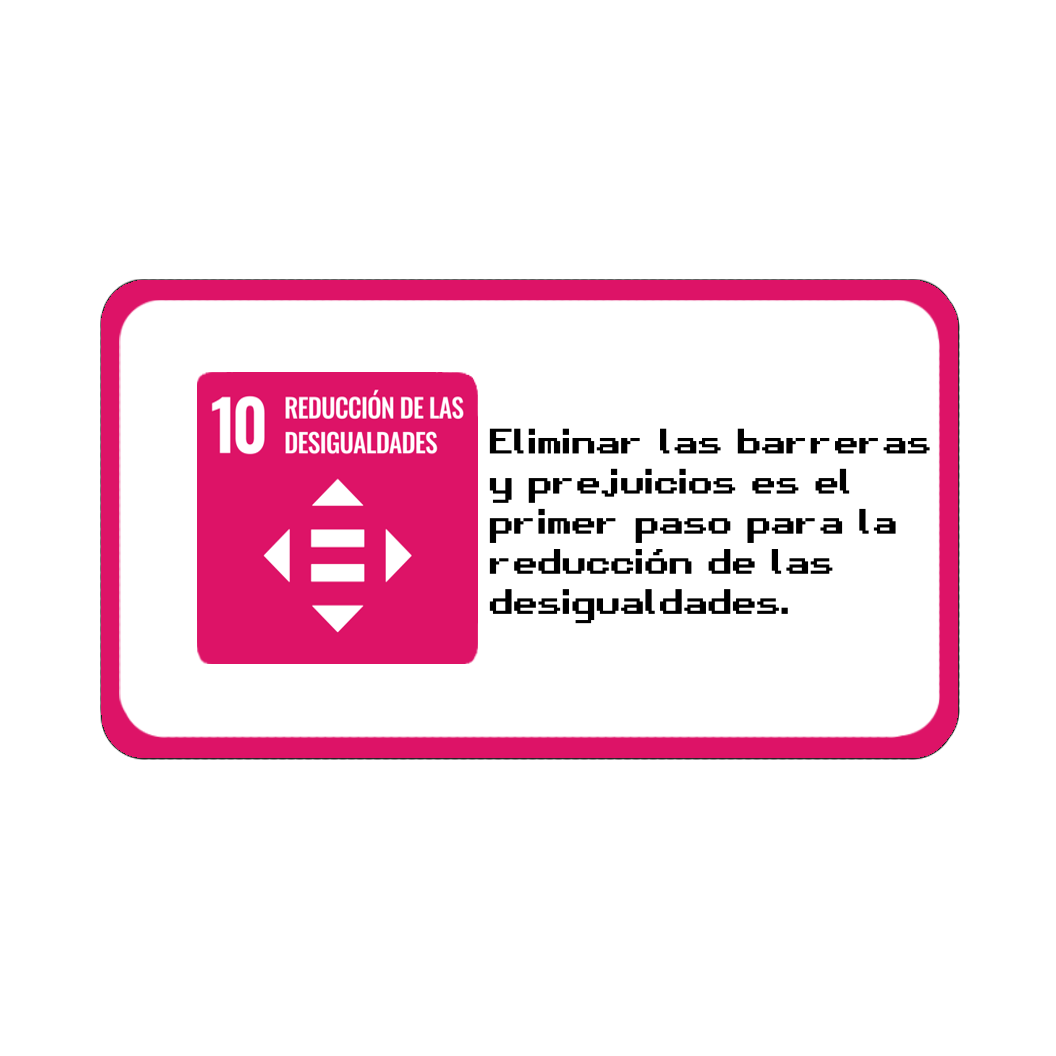 10 REDUCCIÓN DE LAS
DESIGUALDADES
Eliminar las barreras
y prejuicios es el
primer paso para la
reducción de las
desigualdades.